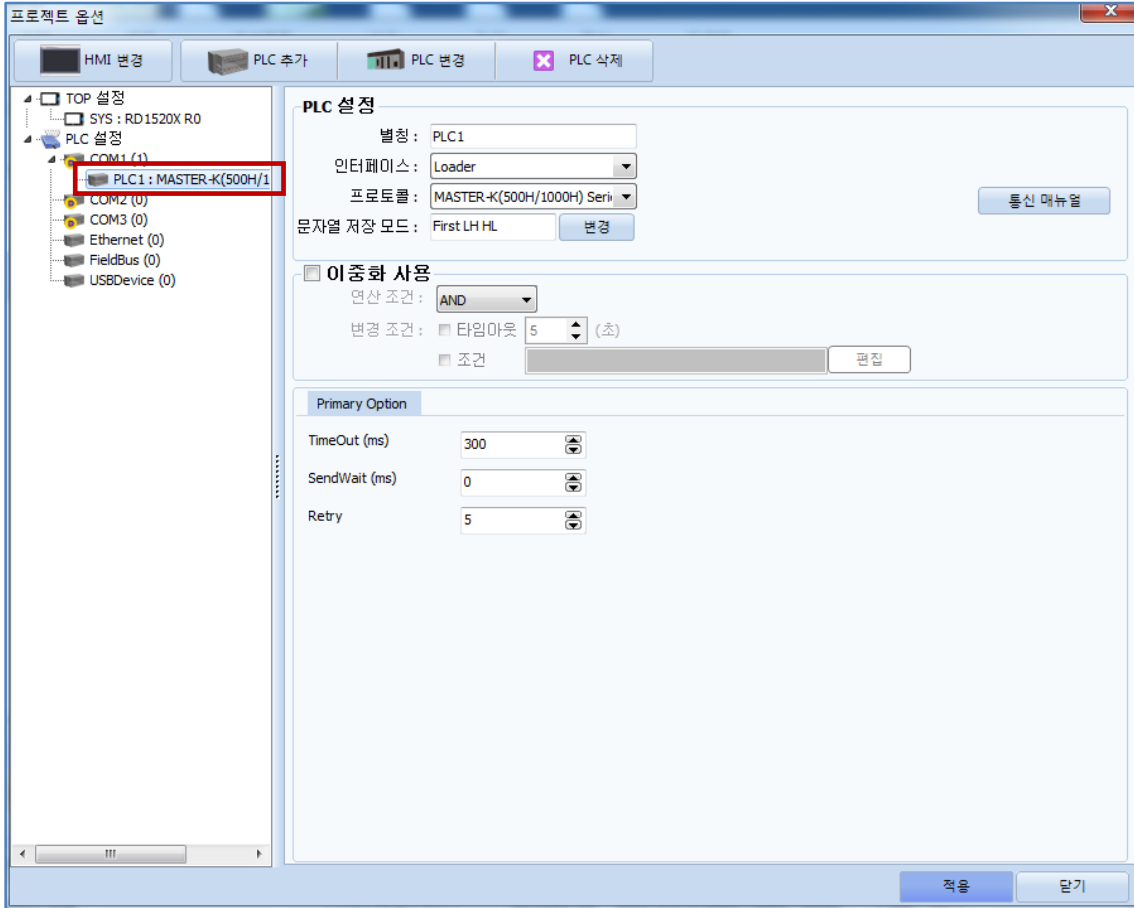 프로젝트 옵션
HMI 변경 PLC 추가 PLC 변경 PLC 삭제
TOP 설정
SYS : RD1520X R0
PLC 설정
COM1 (1)
PLC1 : MASTER-K(500H/1
COM2 (0)
COM3 (0)
Ethernet (0)
FieldBus (0)
USBDevice (0)
PLC 설정
별칭 : PLC1
인터페이스 : Loader
프로토콜 : MASTER-K(500H/1000H) Seri
통신 매뉴얼
문자열 저장 모드 : First LH HL 변경
이중화 사용
연산 조건 : AND
변경 조건 : 타임아웃 5 (초)
조건 편집
Primary Option
TimeOut (ms) 300
SendWait (ms) 0
Retry 5
적용 닫기